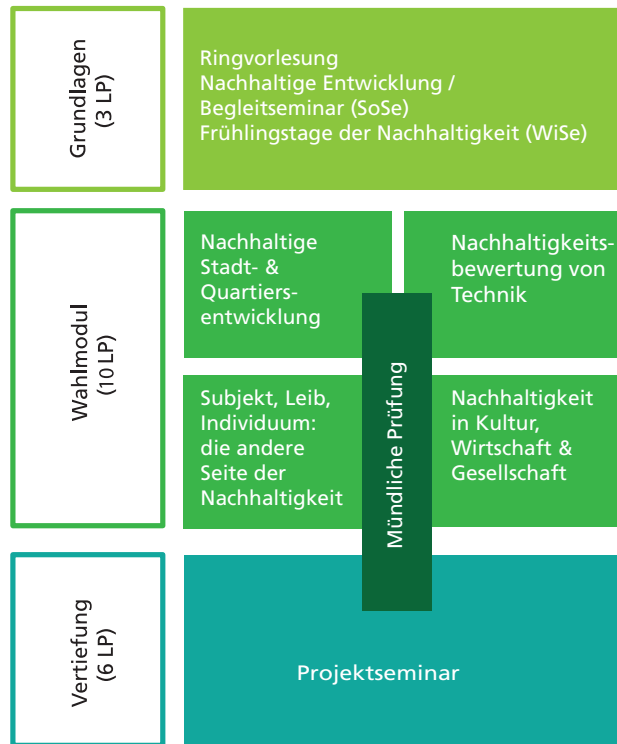 Grundlagen
(3 LP)
Ringvorlesung
Nachhaltige Entwicklung /
Begleitseminar (SoSe)
Frühlingstage der Nachhaltigkeit (WiSe)
Wahlmodul
(10 LP)
Nachhaltige
Stadt- &
Quartiers-
entwicklung
Nachhaltigkeits-
bewertung von
Technik
Subjekt, Leib,
Individuum:
die andere
Seite der
Nachhaltigkeit
Nachhaltigkeit
in Kultur,
Wirtschaft &
Gesellschaft
Mündliche Prüfung
Vertiefung
(6 LP)
Projektseminar